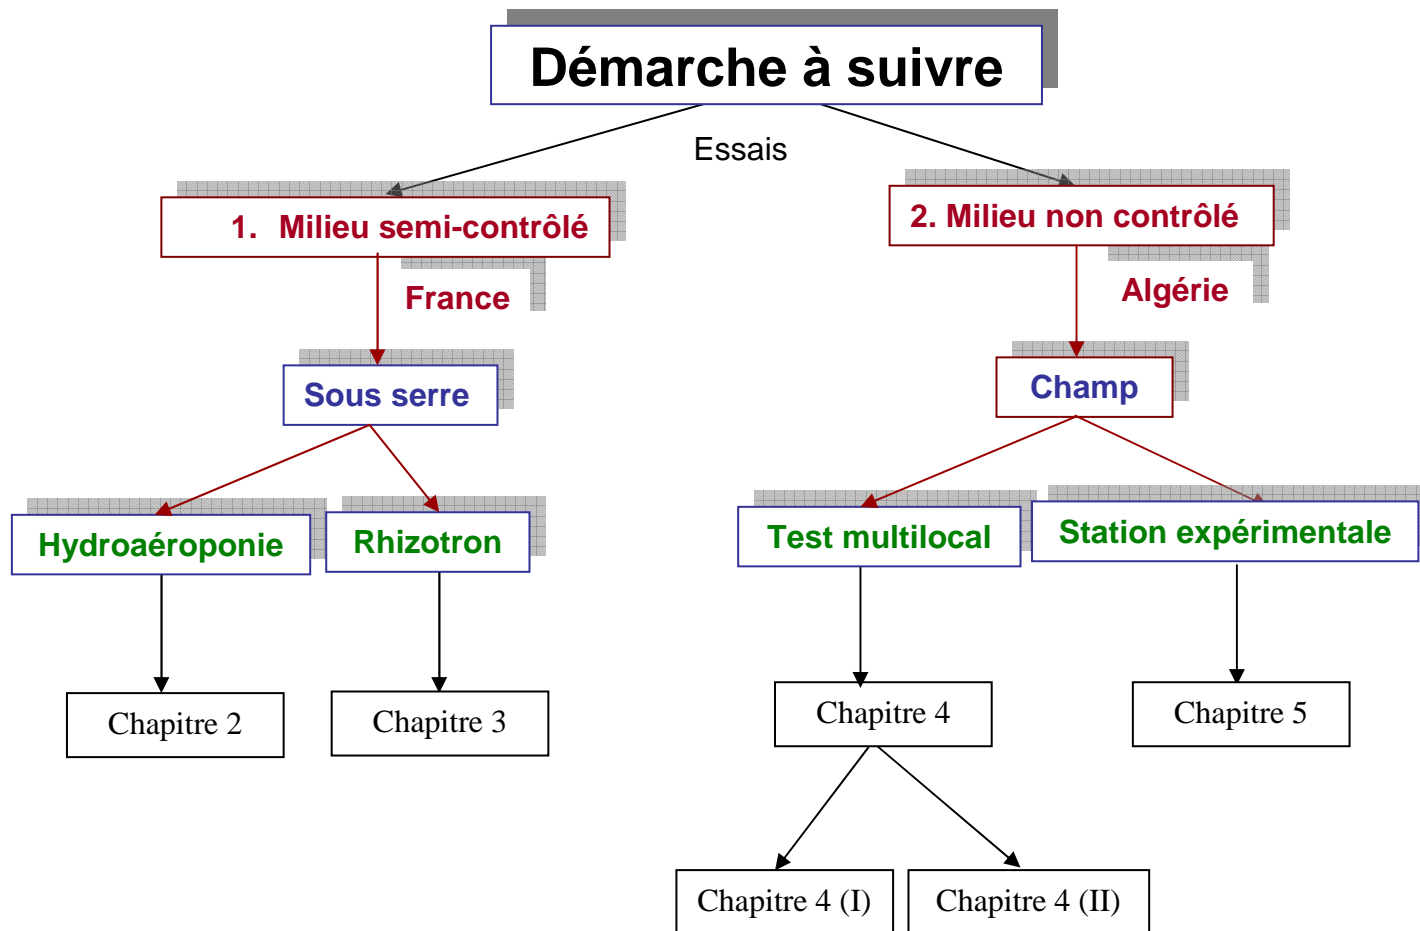 Démarche à suivre
Essais
1. Milieu semi-contrôlé
2. Milieu non contrôlé
France
Algérie
Sous serre
Champ
Hydroaéroponie
Rhizotron
Test multilocal
Station expérimentale
Chapitre 2
Chapitre 3
Chapitre 4
Chapitre 5
Chapitre 4 (I)
Chapitre 4 (II)